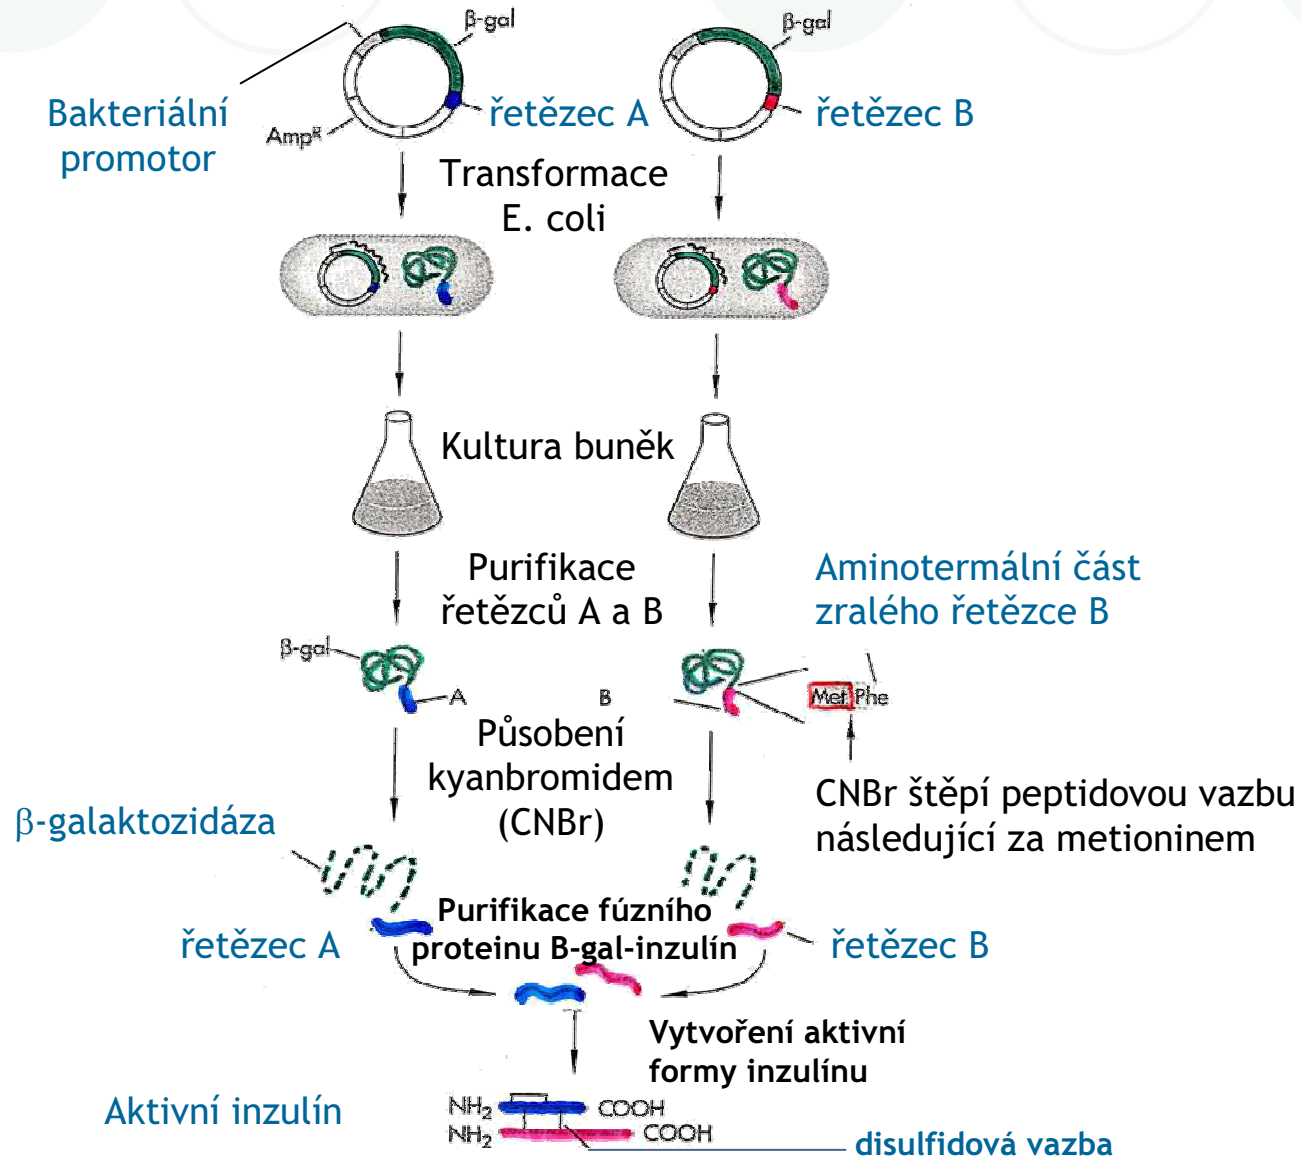 β-gal
β-gal
Bakteriální
promotor
Amp^R
řetězec A
řetězec B
Transformace
E. coli
Kultura buněk
Purifikace
řetězců A a B
Aminotermální část
zralého řetězce B
β-gal
A
B
Met Phe
Působení
kyanbromidem
(CNBr)
CNBr štěpí peptidovou vazbu
následující za metioninem
β-galaktozidáza
Purifikace fúzního
proteinu B-gal-inzulín
řetězec A
řetězec B
Vytvoření aktivní
formy inzulínu
Aktivní inzulín
NH₂ COOH
NH₂ COOH
disulfidová vazba